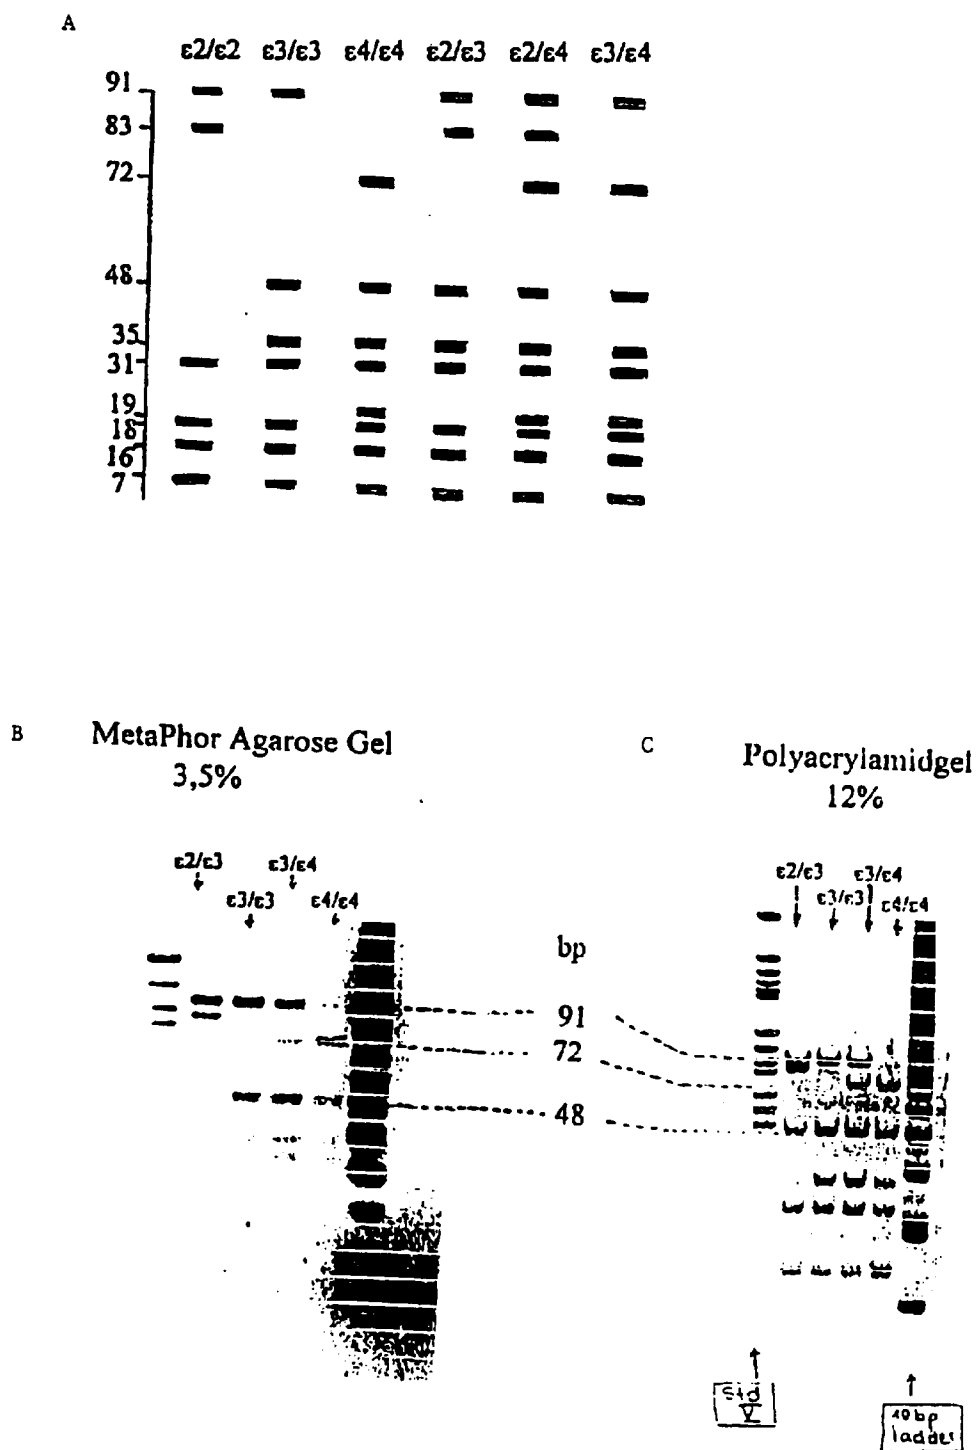 A
ε2/ε2 ε3/ε3 ε4/ε4 ε2/ε3 ε2/ε4 ε3/ε4
91
83
72
48
35
31
19
18
16
7
B
MetaPhor Agarose Gel
3,5%
C
Polyacrylamidgel
12%
ε2/ε3 ε3/ε4
ε3/ε3 ε4/ε4
bp
91
72
48
ε2/ε3 ε3/ε4
ε3/ε3 ε4/ε4
Std
V
10bp
ladder